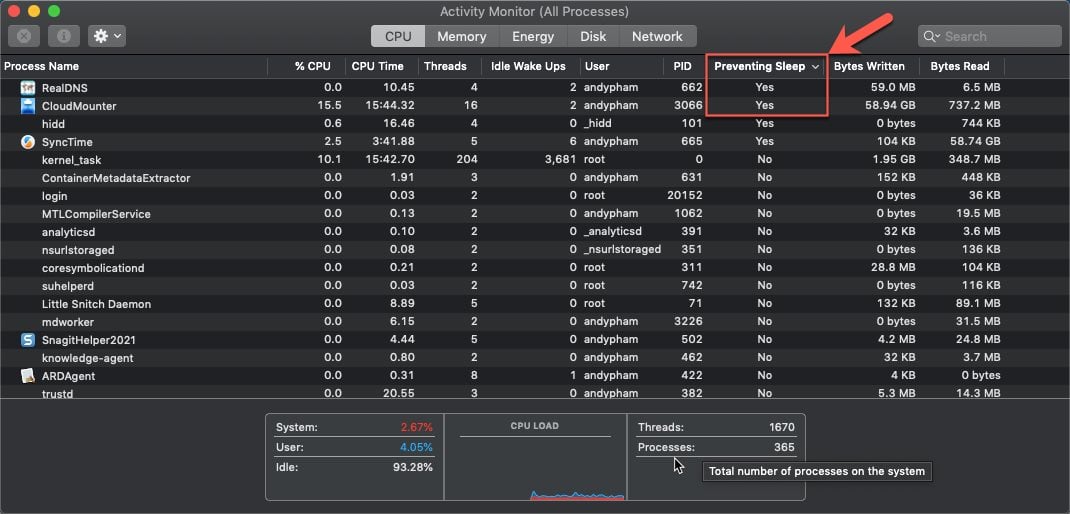 Activity Monitor (All Processes)
CPU Memory Energy Disk Network Search
Process Name % CPU CPU Time Threads Idle Wake Ups User PID Preventing Sleep Bytes Written Bytes Read
RealDNS 0.0 10.45 4 2 andypham 662 Yes 59.0 MB 6.5 MB
CloudMounter 15.5 15:44.32 16 2 andypham 3066 Yes 58.94 GB 737.2 MB
hidd 0.6 16.46 4 0 _hidd 101 Yes 0 bytes 744 KB
SyncTime 2.5 3:41.88 5 6 andypham 665 Yes 104 KB 58.74 GB
kernel_task 10.1 15:42.70 204 3,681 root 0 No 1.95 GB 348.7 MB
ContainerMetadataExtractor 0.0 1.91 3 0 andypham 631 No 152 KB 448 KB
login 0.0 0.03 2 0 root 20152 No 0 bytes 36 KB
MTLCompilerService 0.0 0.13 2 0 andypham 1062 No 0 bytes 19.5 MB
analyticsd 0.0 0.10 2 0 _analyticsd 391 No 32 KB 3.6 MB
nsurlstoraged 0.0 0.08 2 0 _nsurlstoraged 351 No 0 bytes 136 KB
coresymbolicationd 0.0 0.21 2 0 root 311 No 28.8 MB 104 KB
suhelperd 0.0 0.03 2 0 root 742 No 0 bytes 116 KB
Little Snitch Daemon 0.0 8.89 5 0 root 71 No 132 KB 89.1 MB
mdworker 0.0 6.15 2 0 andypham 3226 No 0 bytes 31.5 MB
SnagitHelper2021 0.0 4.44 5 0 andypham 502 No 4.2 MB 24.8 MB
knowledge-agent 0.0 0.80 2 0 andypham 462 No 32 KB 3.7 MB
ARDAgent 0.0 0.31 8 1 andypham 422 No 4 KB 0 bytes
trustd 0.0 20.55 3 0 andypham 382 No 5.3 MB 14.3 MB
System: 2.67% CPU LOAD Threads: 1670
User: 4.05% Processes: 365
Idle: 93.28%
Total number of processes on the system